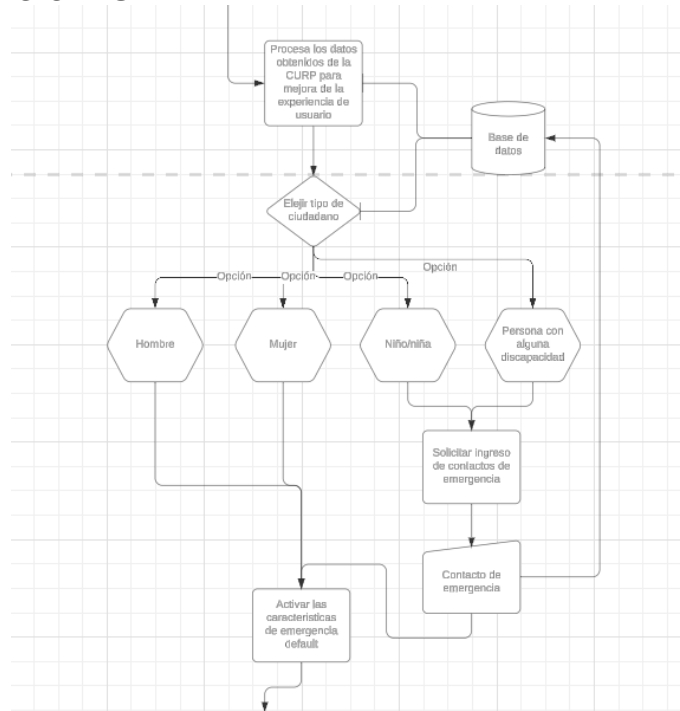 Procesa los datos
obtenidos de la
CURP para
mejora de la
experiencia de
usuario
Base de
datos
Elejir tipo de
ciudadano
Opción
Opción
Opción
Opción
Hombre
Mujer
Niño/niña
Persona con
alguna
discapacidad
Solicitar ingreso
de contactos de
emergencia
Contacto de
emergencia
Activar las
caracteristicas
de emergencia
default